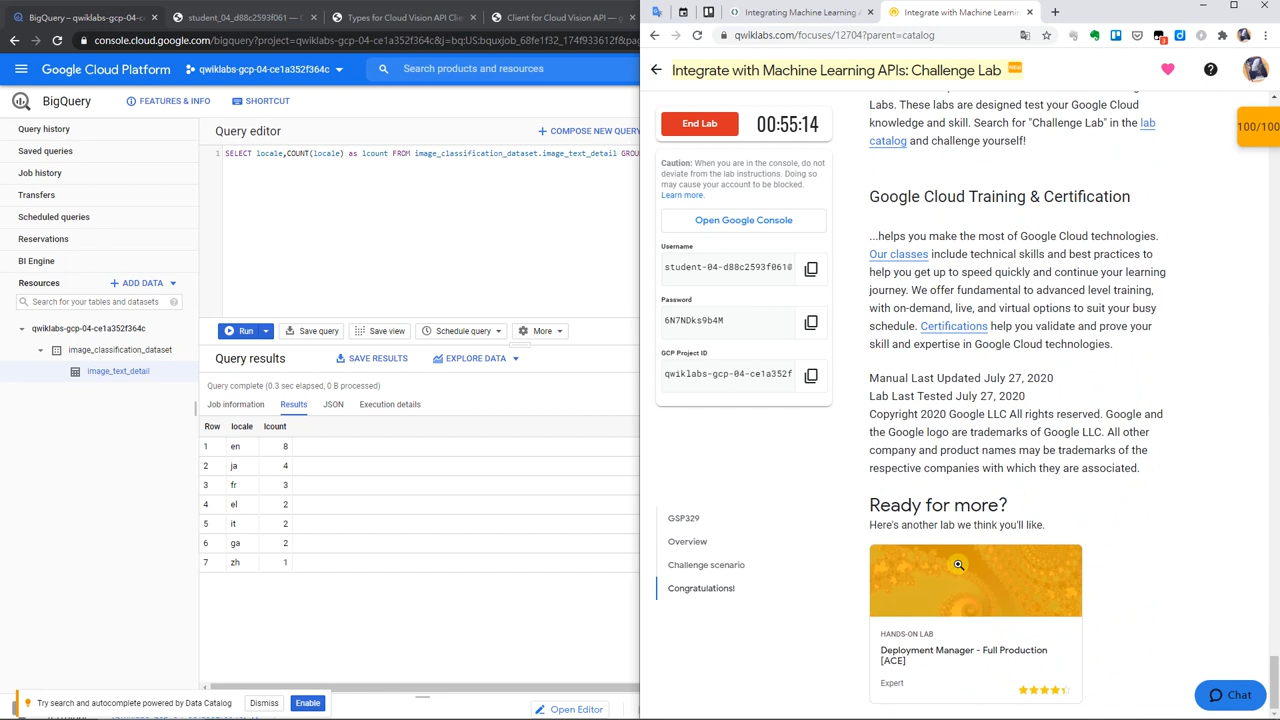 Query results
student-04-d88c2593f061
Types of Cloud Vision API
Client for Cloud Vision API —
console.cloud.google.com/bigquery?project=qwiklabs-gcp-04-ce1a352f364c&j=b
Google Cloud Platform
qwiklabs-gcp-04-ce1a352f364c
Search products and resources
BigQuery
FEATURES & INFO
SHORTCUT
Query history
Saved queries
Job history
Transfers
Scheduled queries
Reservations
BI Engine
Resources
ADD DATA
Search for your tables and datasets
qwiklabs-gcp-04-ce1a352f364c
image_classification_dataset
image_text_detail
Query editor
COMPOSE NEW QUERY
1 SELECT locale,COUNT(locale) as lcount FROM image_classification_dataset.image_text_detail GROU
Run
Save query
Save view
Schedule query
More
Query results
SAVE RESULTS
EXPLORE DATA
Query complete (0.3 sec elapsed, 0 B processed)
Job information Results JSON Execution details
Row locale lcount
1 en 8
2 ja 4
3 fr 3
4 el 2
5 it 2
6 ga 2
7 zh 1
Try search and autocomplete powered by Data Catalog
Dismiss
Enable
Open Editor
Integrating Machine Learning A
Integrate with Machine Learning
qwiklabs.com/focuses/12704?parent=catalog
Integrate with Machine Learning APIs: Challenge Lab
NEW
End Lab
00:55:14
Caution: When you are in the console, do not
deviate from the lab instructions. Doing so
may cause your account to be blocked.
Learn more.
Open Google Console
Username
student-04-d88c2593f061@
Password
6N7NDks9b4M
GCP Project ID
qwiklabs-gcp-04-ce1a352f
GSP329
Overview
Challenge scenario
Congratulations!
Labs. These labs are designed test your Google Cloud
knowledge and skill. Search for "Challenge Lab" in the lab
catalog and challenge yourself!
100/100
Google Cloud Training & Certification
...helps you make the most of Google Cloud technologies.
Our classes include technical skills and best practices to
help you get up to speed quickly and continue your learning
journey. We offer fundamental to advanced level training,
with on-demand, live, and virtual options to suit your busy
schedule. Certifications help you validate and prove your
skill and expertise in Google Cloud technologies.
Manual Last Updated July 27, 2020
Lab Last Tested July 27, 2020
Copyright 2020 Google LLC All rights reserved. Google and
the Google logo are trademarks of Google LLC. All other
company and product names may be trademarks of the
respective companies with which they are associated.
Ready for more?
Here's another lab we think you'll like.
HANDS-ON LAB
Deployment Manager - Full Production
[ACE]
Expert
Chat